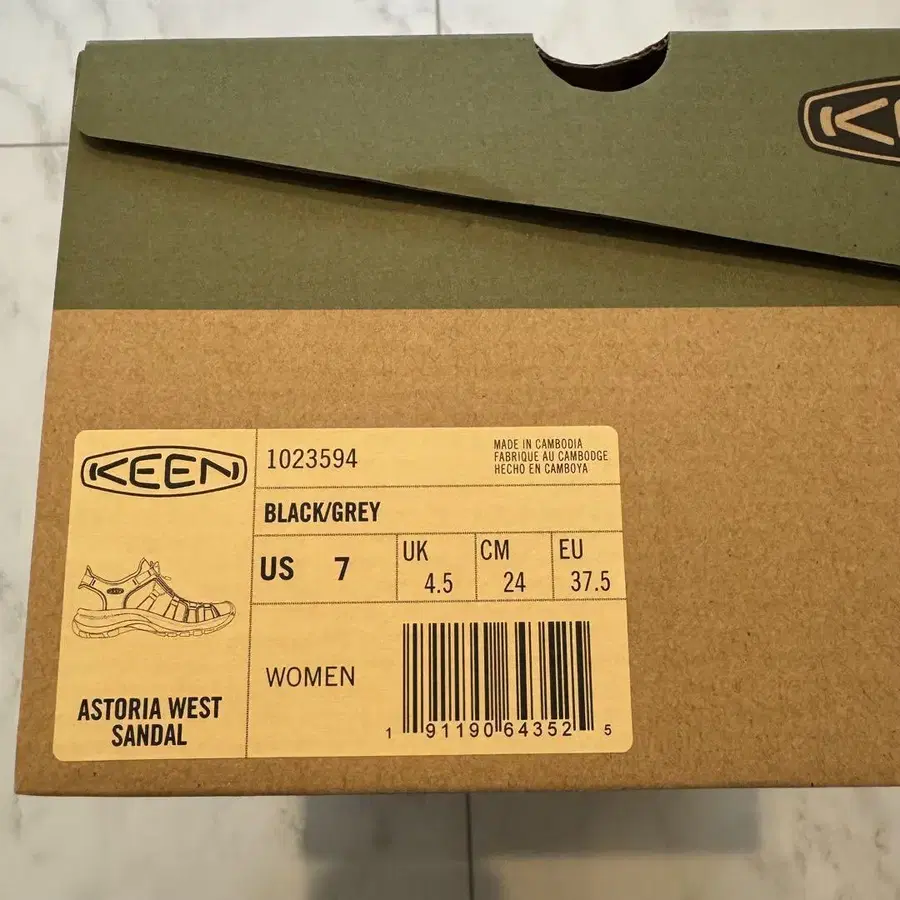 KEEN
1023594
MADE IN CAMBODIA
FABRIQUE AU CAMBODGE
HECHO EN CAMBOYA
BLACK/GREY
US 7
UK 4.5
CM 24
EU 37.5
WOMEN
ASTORIA WEST
SANDAL
1 91190 64352 5